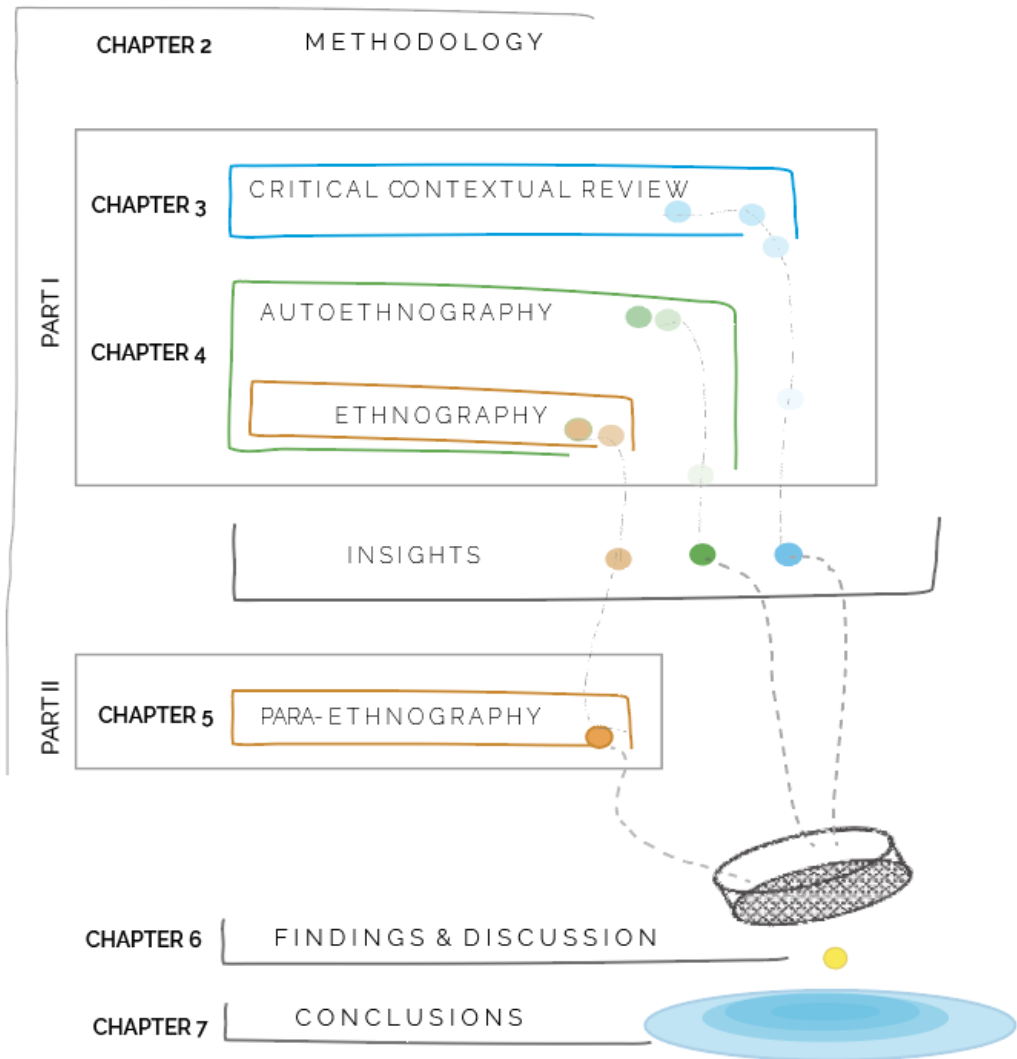 CHAPTER 2 METHODOLOGY
PART I
CHAPTER 3 CRITICAL CONTEXTUAL REVIEW
CHAPTER 4 AUTOETHNOGRAPHY
ETHNOGRAPHY
INSIGHTS
PART II
CHAPTER 5 PARA-ETHNOGRAPHY
CHAPTER 6 FINDINGS & DISCUSSION
CHAPTER 7 CONCLUSIONS